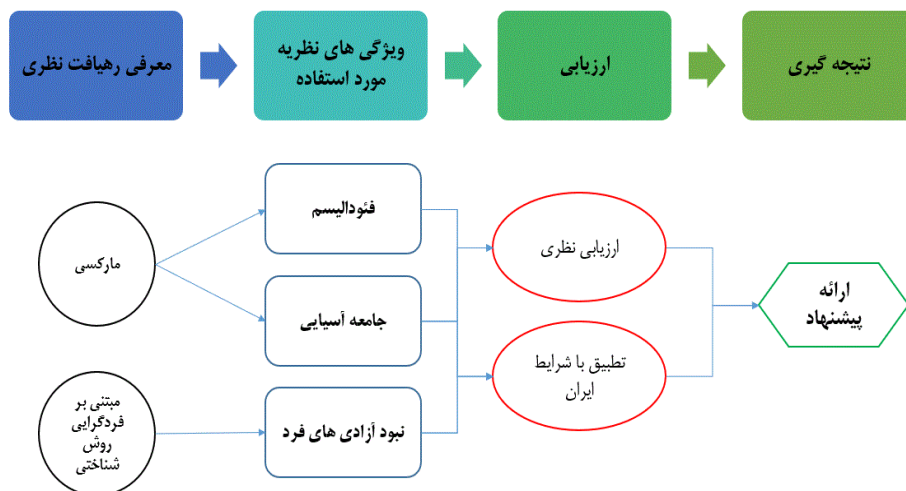 معرفی رهیافت نظری
ویژگی های نظریه
مورد استفاده
ارزیابی
نتیجه گیری
مارکسی
مبتنی بر
فردگرایی
روش
شناختی
فئودالیسم
جامعه آسیایی
نبود آزادی های فرد
ارزیابی نظری
تطبیق با شرایط
ایران
ارائه
پیشنهاد